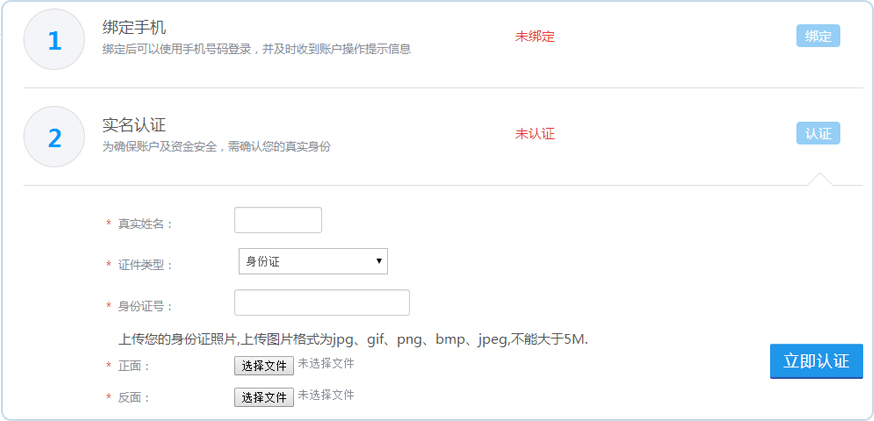 1
绑定手机
未绑定
绑定
绑定后可以使用手机号码登录，并及时收到账户操作提示信息
2
实名认证
未认证
认证
为确保账户及资金安全，需确认您的真实身份
* 真实姓名：
* 证件类型：
身份证
* 身份证号：
上传您的身份证照片,上传图片格式为jpg、gif、png、bmp、jpeg,不能大于5M.
* 正面：
选择文件 未选择文件
立即认证
* 反面：
选择文件 未选择文件